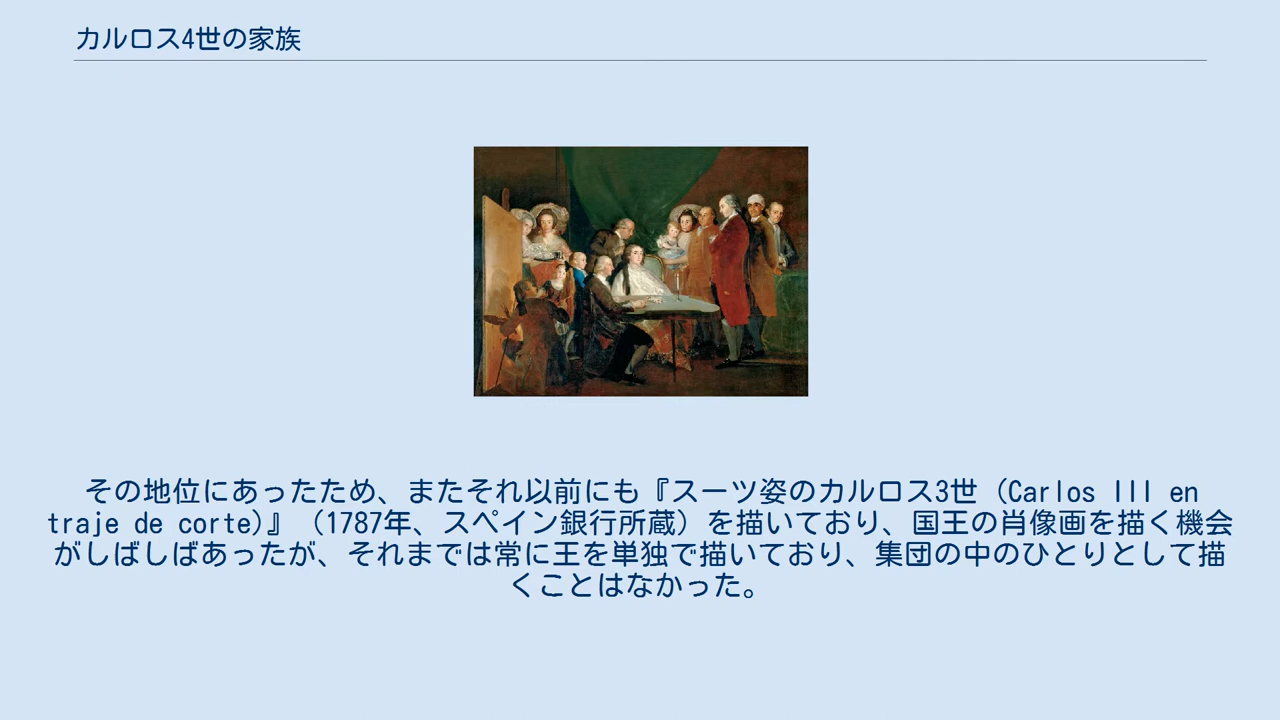 カルロス4世の家族
その地位にあったため、またそれ以前にも『スーツ姿のカルロス3世（Carlos III en
traje de corte)』（1787年、スペイン銀行所蔵）を描いており、国王の肖像画を描く機会
がしばしばあったが、それまでは常に王を単独で描いており、集団の中のひとりとして描
くことはなかった。